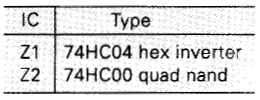 IC Type
Z1 74HC04 hex inverter
Z2 74HC00 quad nand